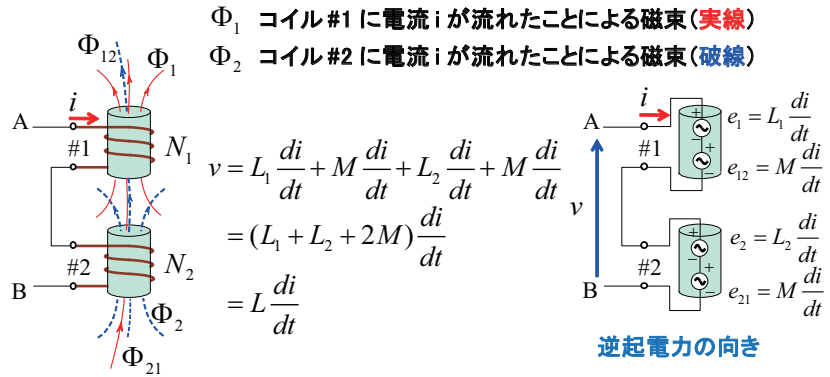 Φ₁ コイル#1に電流iが流れたことによる磁束(実線)
Φ₂ コイル#2に電流iが流れたことによる磁束(破線)
Φ₁₂
Φ₁
i
A
#1
N₁
#2
N₂
B
Φ₂
Φ₂₁
v = L₁ di/dt + M di/dt + L₂ di/dt + M di/dt
= (L₁ + L₂ + 2M) di/dt
= L di/dt
i
A
#1
v
#2
B
+
−
+
−
e₁ = L₁ di/dt
e₁₂ = M di/dt
+
−
+
−
e₂ = L₂ di/dt
e₂₁ = M di/dt
逆起電力の向き